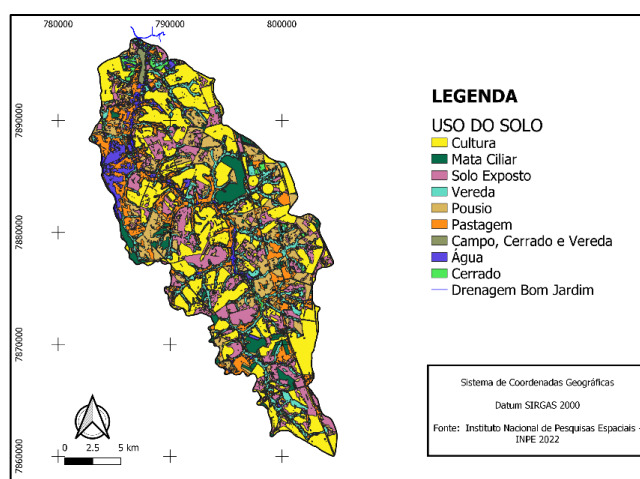 780000
790000
800000
7890000
7880000
7870000
7860000
LEGENDA
USO DO SOLO
Cultura
Mata Ciliar
Solo Exposto
Vereda
Pousio
Pastagem
Campo, Cerrado e Vereda
Água
Cerrado
Drenagem Bom Jardim
0 2.5 5 km
Sistema de Coordenadas Geográficas
Datum SIRGAS 2000
Fonte: Instituto Nacional de Pesquisas Espaciais -
INPE 2022